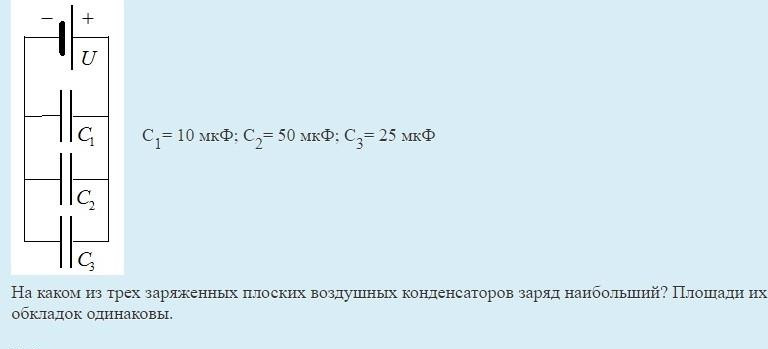 − +
U
C₁
C₁= 10 мкФ; C₂= 50 мкФ; C₃= 25 мкФ
C₂
C₃
На каком из трех заряженных плоских воздушных конденсаторов заряд наибольший? Площади их
обкладок одинаковы.